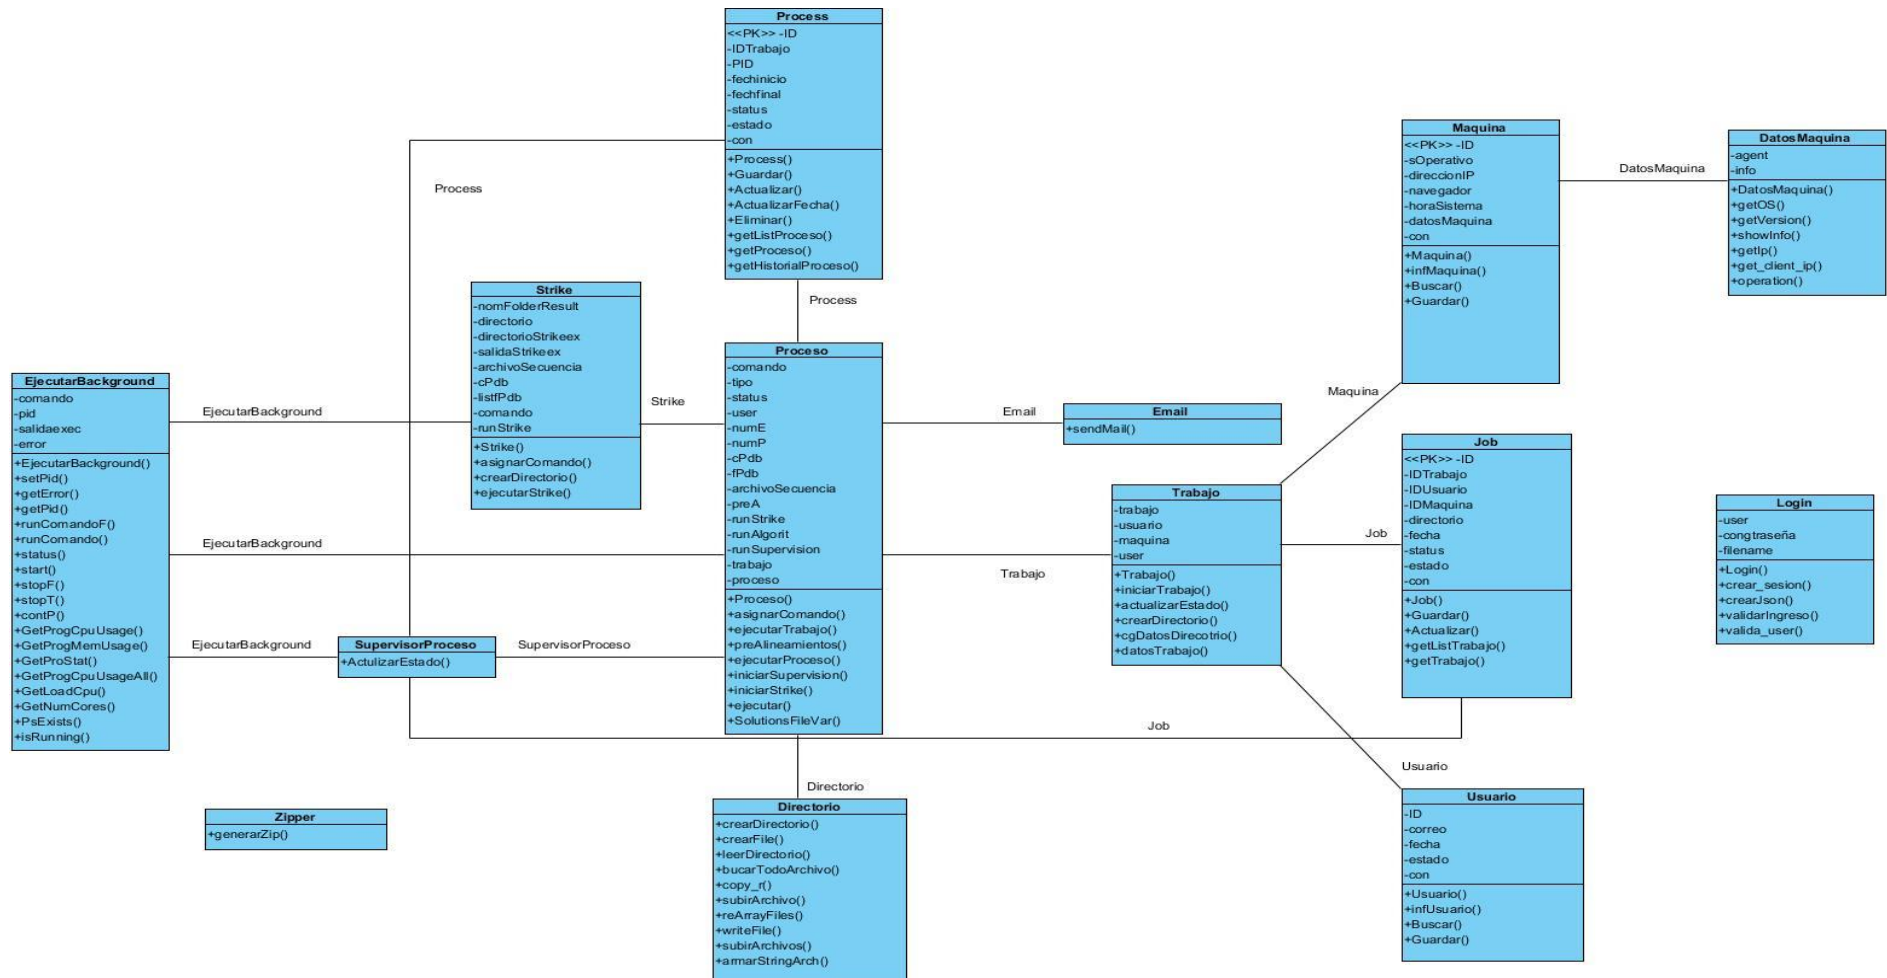 Process
<<PK>> -ID
-IDTrabajo
-PID
-fechinicio
-fechfinal
-status
-estado
-con
+Process()
+Guardar()
+Actualizar()
+ActualizarFecha()
+Eliminar()
+getListProceso()
+getProceso()
+getHistorialProceso()
Process
Process
Maquina
<<PK>> -ID
-sOperativo
-direccionIP
-navegador
-horaSistema
-datosMaquina
-con
+Maquina()
+infMaquina()
+Buscar()
+Guardar()
DatosMaquina
DatosMaquina
-agent
-info
+DatosMaquina()
+getOS()
+getVersion()
+showInfo()
+getIp()
+get_client_ip()
+operation()
Strike
-nomFolderResult
-directorio
-directorioStrikeex
-salidaStrikeex
-archivoSecuencia
-cPdb
-listfPdb
-comando
-runStrike
+Strike()
+asignarComando()
+crearDirectorio()
+ejecutarStrike()
Strike
EjecutarBackground
-comando
-pid
-salidaexec
-error
+EjecutarBackground()
+setPid()
+getError()
+getPid()
+runComandoF()
+runComando()
+status()
+start()
+stopF()
+stopT()
+contP()
+GetProgCpuUsage()
+GetProgMemUsage()
+GetProStat()
+GetProgCpuUsageAll()
+GetLoadCpu()
+GetNumCores()
+PsExists()
+isRunning()
EjecutarBackground
EjecutarBackground
EjecutarBackground
SupervisorProceso
+ActulizarEstado()
SupervisorProceso
Proceso
-comando
-tipo
-status
-user
-numE
-numP
-cPdb
-fPdb
-archivoSecuencia
-preA
-runStrike
-runAlgorit
-runSupervision
-trabajo
-proceso
+Proceso()
+asignarComando()
+ejecutarTrabajo()
+preAlineamientos()
+ejecutarProceso()
+iniciarSupervision()
+iniciarStrike()
+ejecutar()
+SolutionsFileVar()
Email
Email
+sendMail()
Trabajo
Trabajo
-trabajo
-usuario
-maquina
-user
+Trabajo()
+iniciarTrabajo()
+actualizarEstado()
+crearDirectorio()
+cgDatosDirecotrio()
+datosTrabajo()
Maquina
Job
Job
<<PK>> -ID
-IDTrabajo
-IDUsuario
-IDMaquina
-directorio
-fecha
-status
-estado
-con
+Job()
+Guardar()
+Actualizar()
+getListTrabajo()
+getTrabajo()
Login
-user
-congtraseña
-filename
+Login()
+crear_sesion()
+crearJson()
+validarIngreso()
+valida_user()
Job
Usuario
Usuario
-ID
-correo
-fecha
-estado
-con
+Usuario()
+infUsuario()
+Buscar()
+Guardar()
Directorio
Directorio
+crearDirectorio()
+crearFile()
+leerDirectorio()
+bucarTodoArchivo()
+copy_r()
+subirArchivo()
+reArrayFiles()
+writeFile()
+subirArchivos()
+armarStringArch()
Zipper
+generarZip()